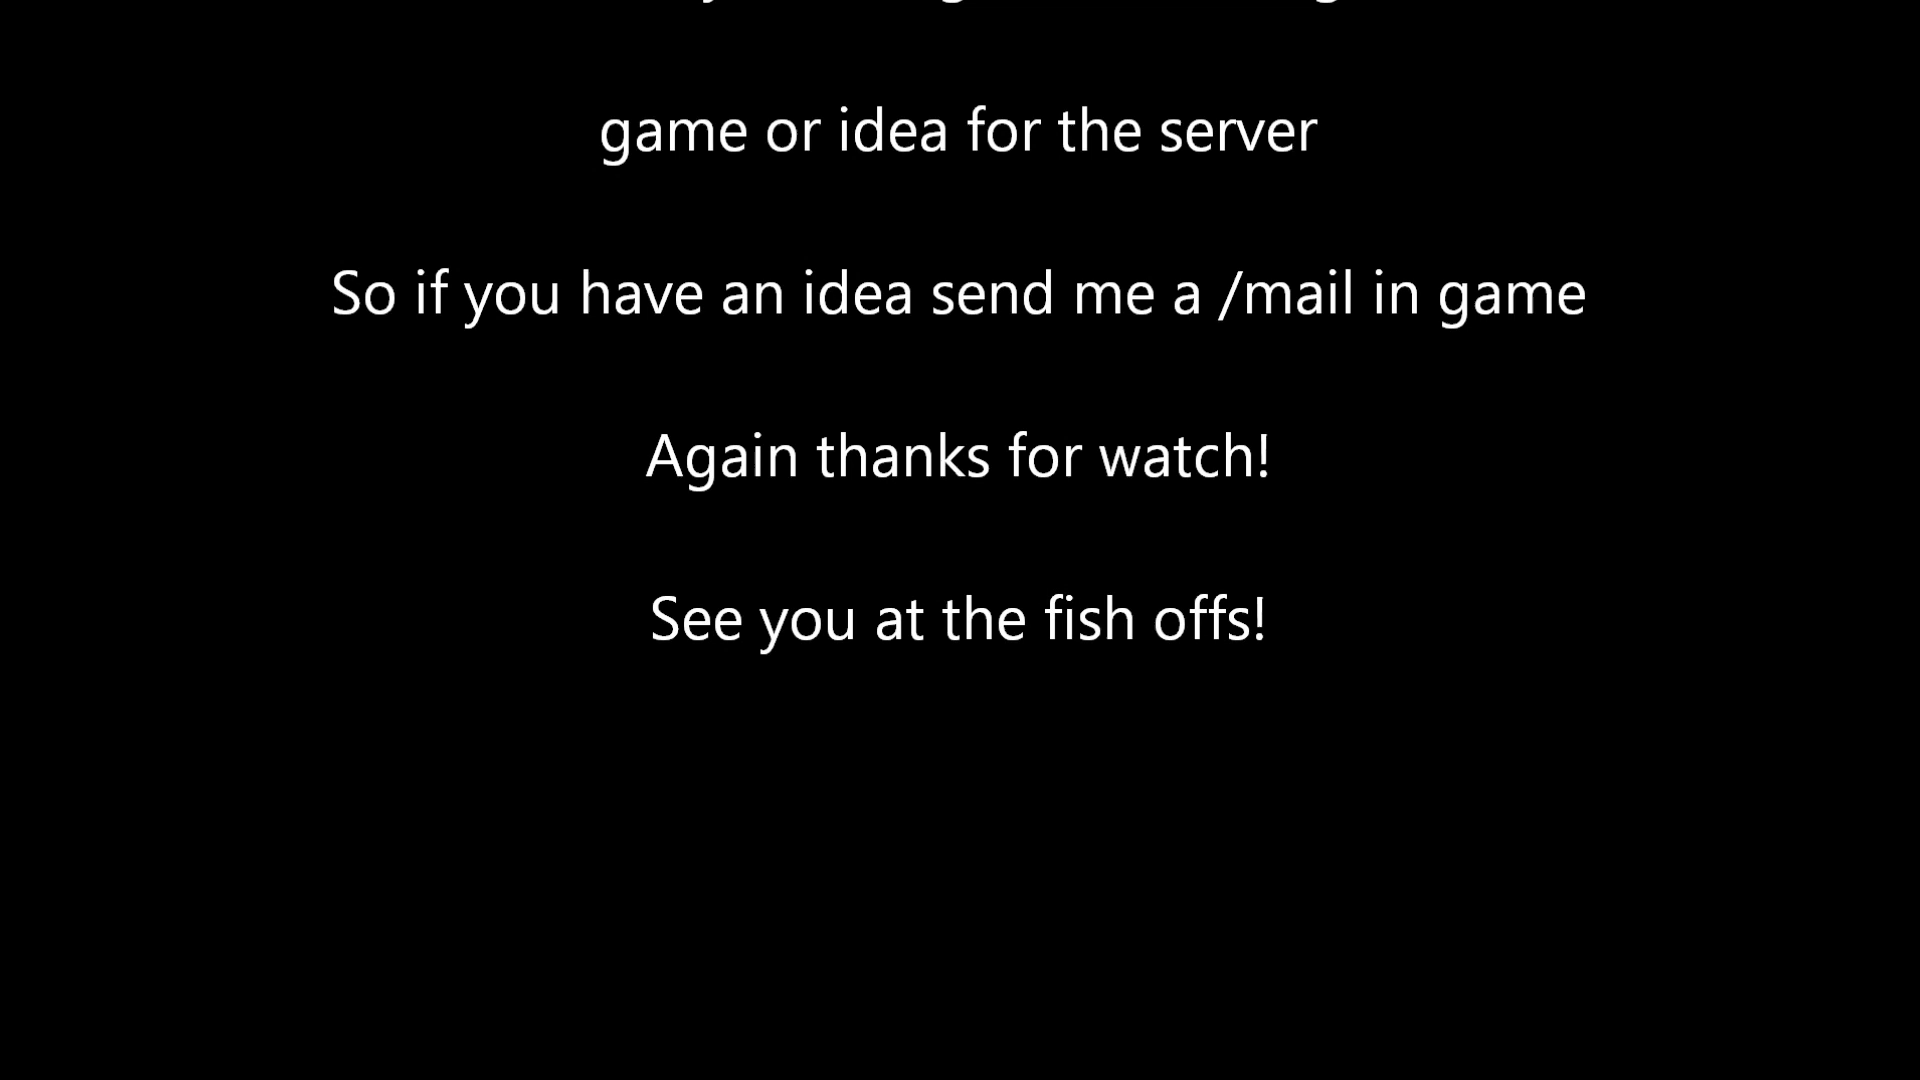 game or idea for the server
So if you have an idea send me a /mail in game
Again thanks for watch!
See you at the fish offs!